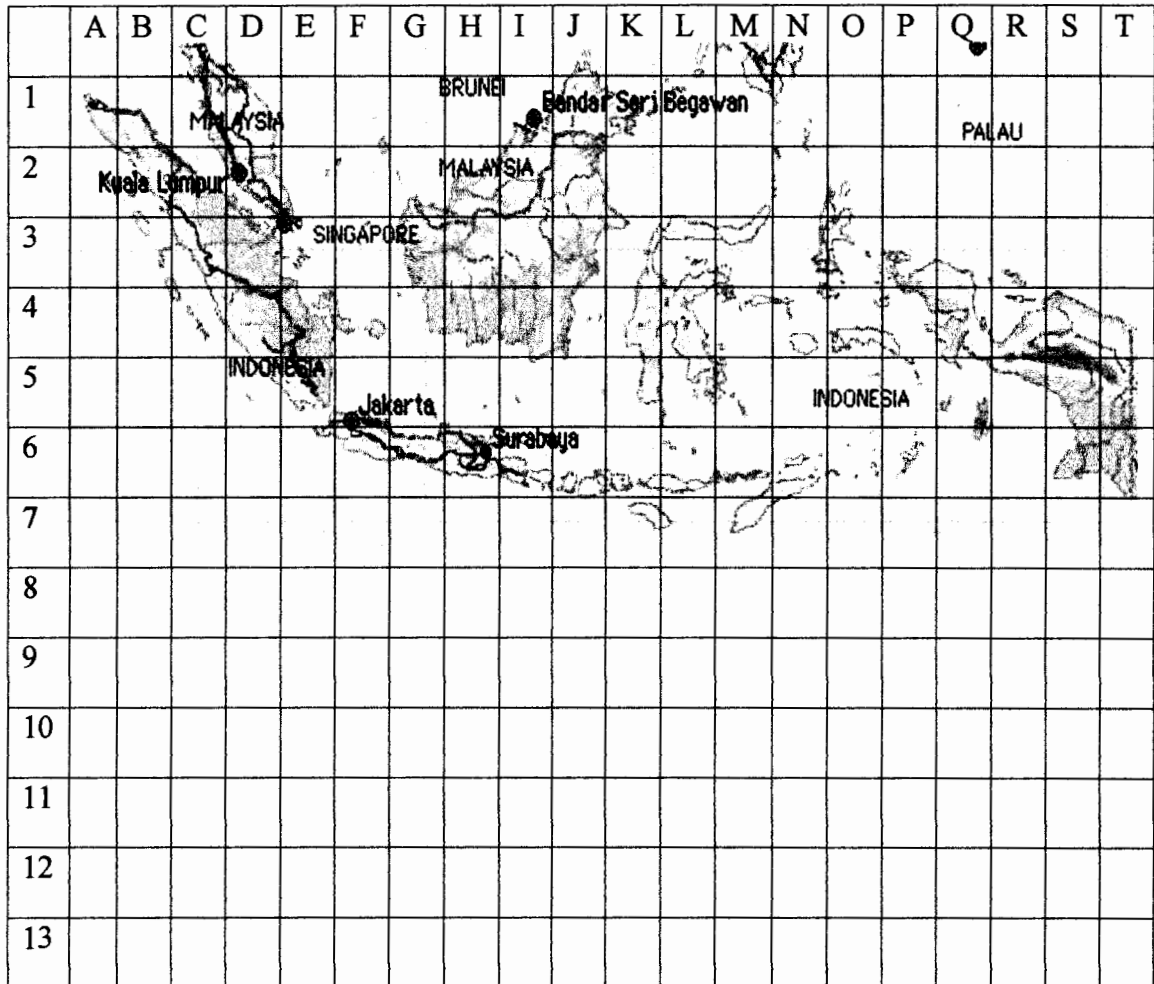 A B C D E F G H I J K L M N O P Q R S T
1
BRUNEI
Bandar Seri Begawan
MALAYSIA
PALAU
2
MALAYSIA
Kuala Lumpur
3
SINGAPORE
4
5
INDONESIA
INDONESIA
Jakarta
6
Surabaya
7
8
9
10
11
12
13